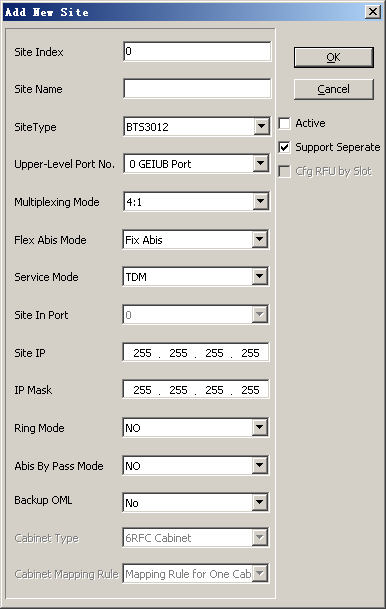 Add New Site
Site Index 0
OK
Site Name
Cancel
SiteType BTS3012
Active
Support Seperate
Upper-Level Port No. 0 GEIUB Port
Cfg RFU by Slot
Multiplexing Mode 4:1
Flex Abis Mode Fix Abis
Service Mode TDM
Site In Port 0
Site IP 255 . 255 . 255 . 255
IP Mask 255 . 255 . 255 . 255
Ring Mode NO
Abis By Pass Mode NO
Backup OML No
Cabinet Type 6RFC Cabinet
Cabinet Mapping Rule Mapping Rule for One Cab